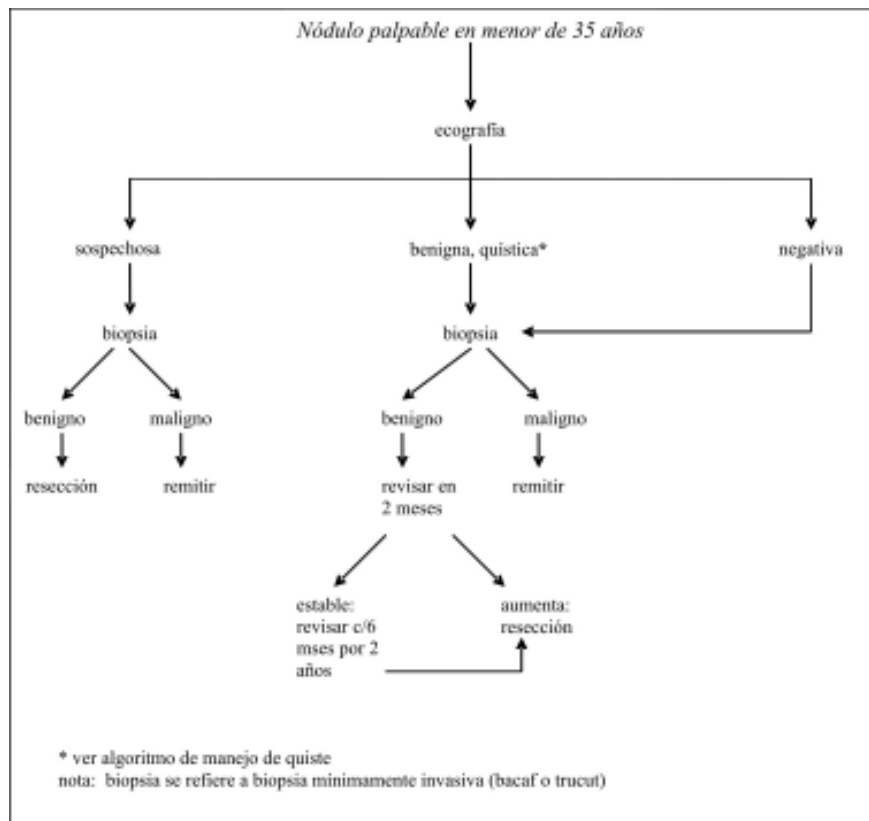 Nódulo palpable en menor de 35 años
ecografía
sospechosa
benigna, quistica*
negativa
biopsia
biopsia
benigno
maligno
benigno
maligno
resección
remitir
revisar en
2 meses
remitir
estable:
revisar c/6
mses por 2
años
aumenta:
resección
* ver algoritmo de manejo de quiste
nota: biopsia se refiere a biopsia mínimamente invasiva (bacaf o trucut)